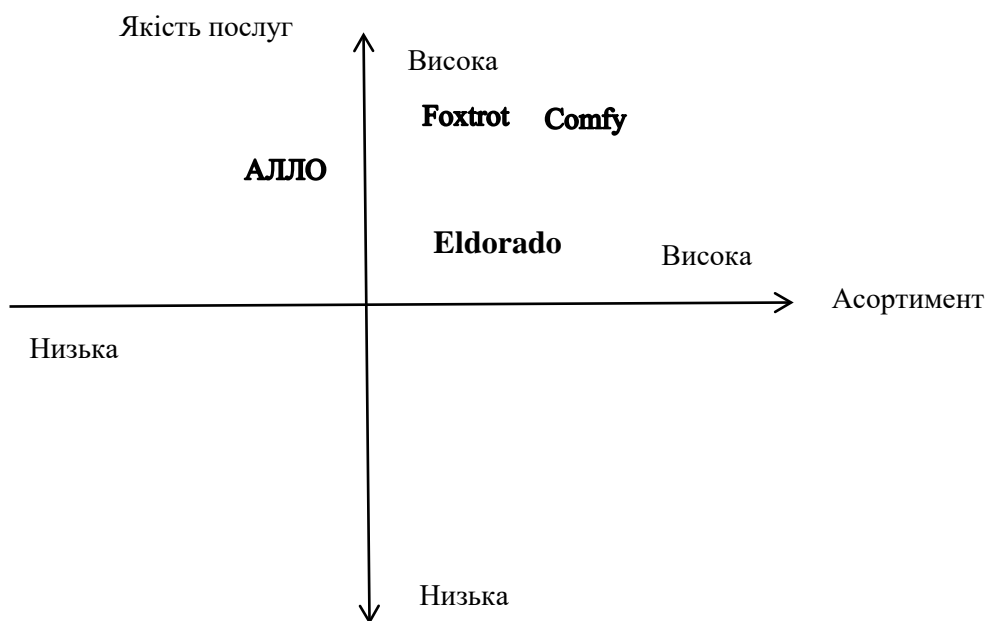 Якість послуг
Висока
Foxtrot Comfy
АЛЛО
Eldorado
Висока
Асортимент
Низька
Низька